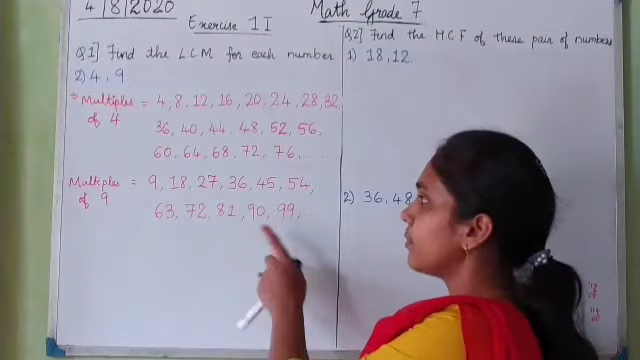 4/8/2020
Math Grade 7
Exercise 1I
Q1] Find the L.C.M for each number
2) 4, 9
Multiples of 4 = 4, 8, 12, 16, 20, 24, 28, 32,
36, 40, 44, 48, 52, 56,
60, 64, 68, 72, 76, ...
Multiples of 9 = 9, 18, 27, 36, 45, 54,
63, 72, 81, 90, 99, ..
Q2] Find the H.C.F of these pair of numbers
1) 18, 12
2) 36, 48